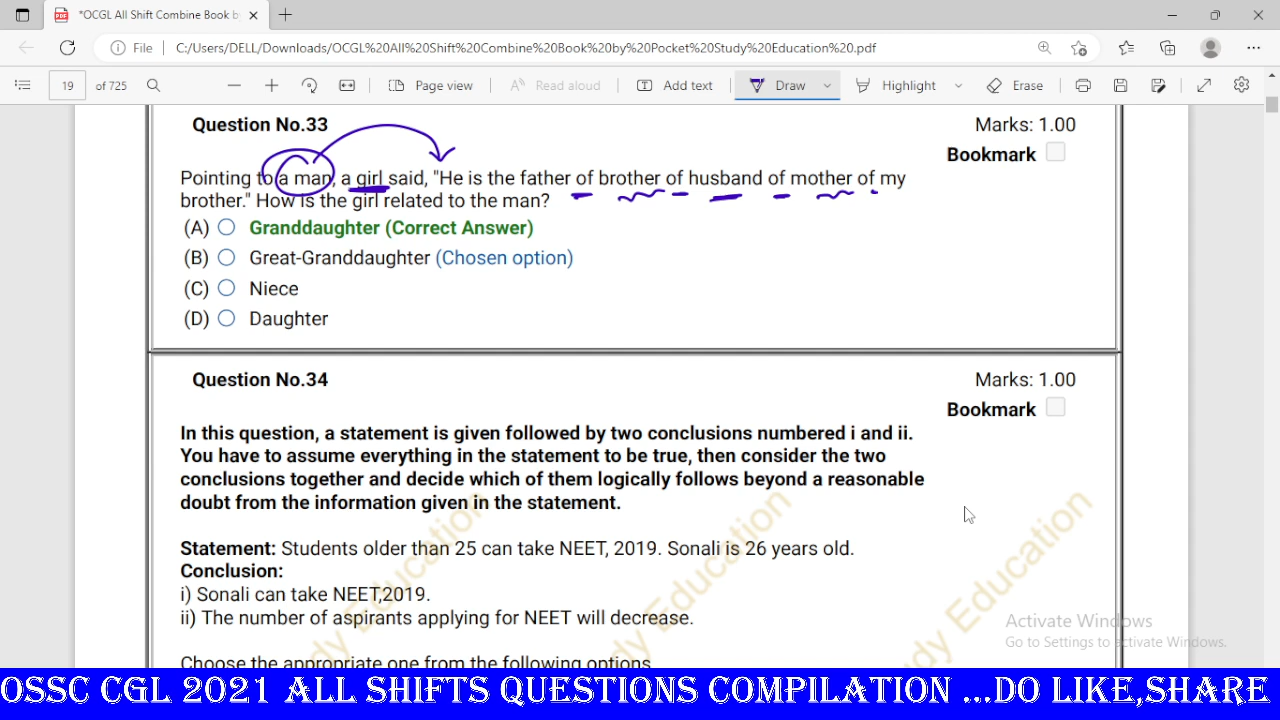 *OCGL All Shift Combine Book by
File C:/Users/DELL/Downloads/OCGL%20All%20Shift%20Combine%20Book%20by%20Pocket%20Study%20Education%20.pdf
19 of 725 Page view Read aloud Add text Draw Highlight Erase
Question No.33 Marks: 1.00
Bookmark
Pointing to a man, a girl said, "He is the father of brother of husband of mother of my
brother." How is the girl related to the man?
(A) Granddaughter (Correct Answer)
(B) Great-Granddaughter (Chosen option)
(C) Niece
(D) Daughter
Question No.34 Marks: 1.00
Bookmark
In this question, a statement is given followed by two conclusions numbered i and ii.
You have to assume everything in the statement to be true, then consider the two
conclusions together and decide which of them logically follows beyond a reasonable
doubt from the information given in the statement.
Statement: Students older than 25 can take NEET, 2019. Sonali is 26 years old.
Conclusion:
i) Sonali can take NEET,2019.
ii) The number of aspirants applying for NEET will decrease.
Choose the appropriate one from the following options
dy Education
dy Education
dy Education
Activate Windows
Go to Settings to activate Windows.
OSSC CGL 2021 ALL SHIFTS QUESTIONS COMPILATION ...DO LIKE,SHARE